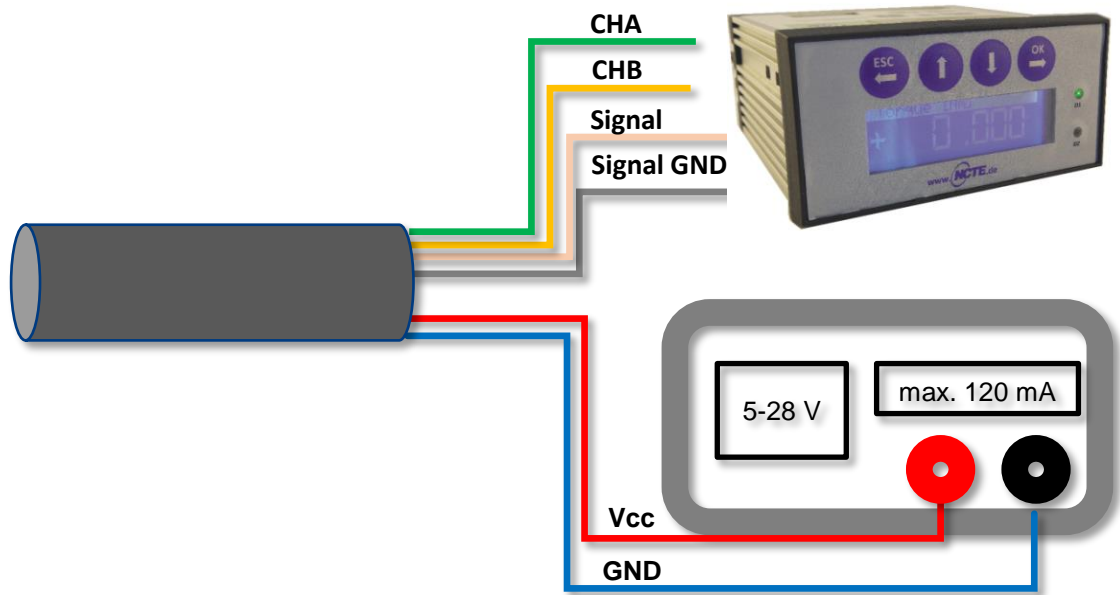 CHA
CHB
Signal
Signal GND
ESC
OK
+ 0.000
www.NCTE.de
5-28 V
max. 120 mA
Vcc
GND